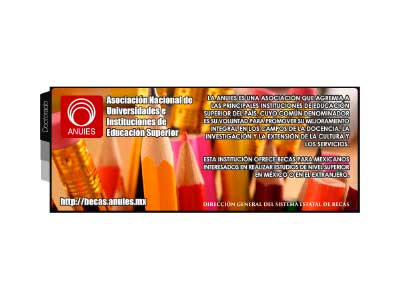 Doctorado
ANUIES
Asociación Nacional de
Universidades e
Instituciones de
Educación Superior
http://becas.anuies.mx
LA ANUIES ES UNA ASOCIACIÓN QUE AGREMIA A
LAS PRINCIPALES INSTITUCIONES DE EDUCACIÓN
SUPERIOR DEL PAÍS, CUYO COMÚN DENOMINADOR
ES SU VOLUNTAD PARA PROMOVER SU MEJORAMIENTO
INTEGRAL EN LOS CAMPOS DE LA DOCENCIA, LA
INVESTIGACIÓN Y LA EXTENSIÓN DE LA CULTURA Y
LOS SERVICIOS.
ESTA INSTITUCIÓN OFRECE BECAS PARA MEXICANOS
INTERESADOS EN REALIZAR ESTUDIOS DE NIVEL SUPERIOR
EN MÉXICO O EN EL EXTRANJERO.
DIRECCIÓN GENERAL DEL SISTEMA ESTATAL DE BECAS